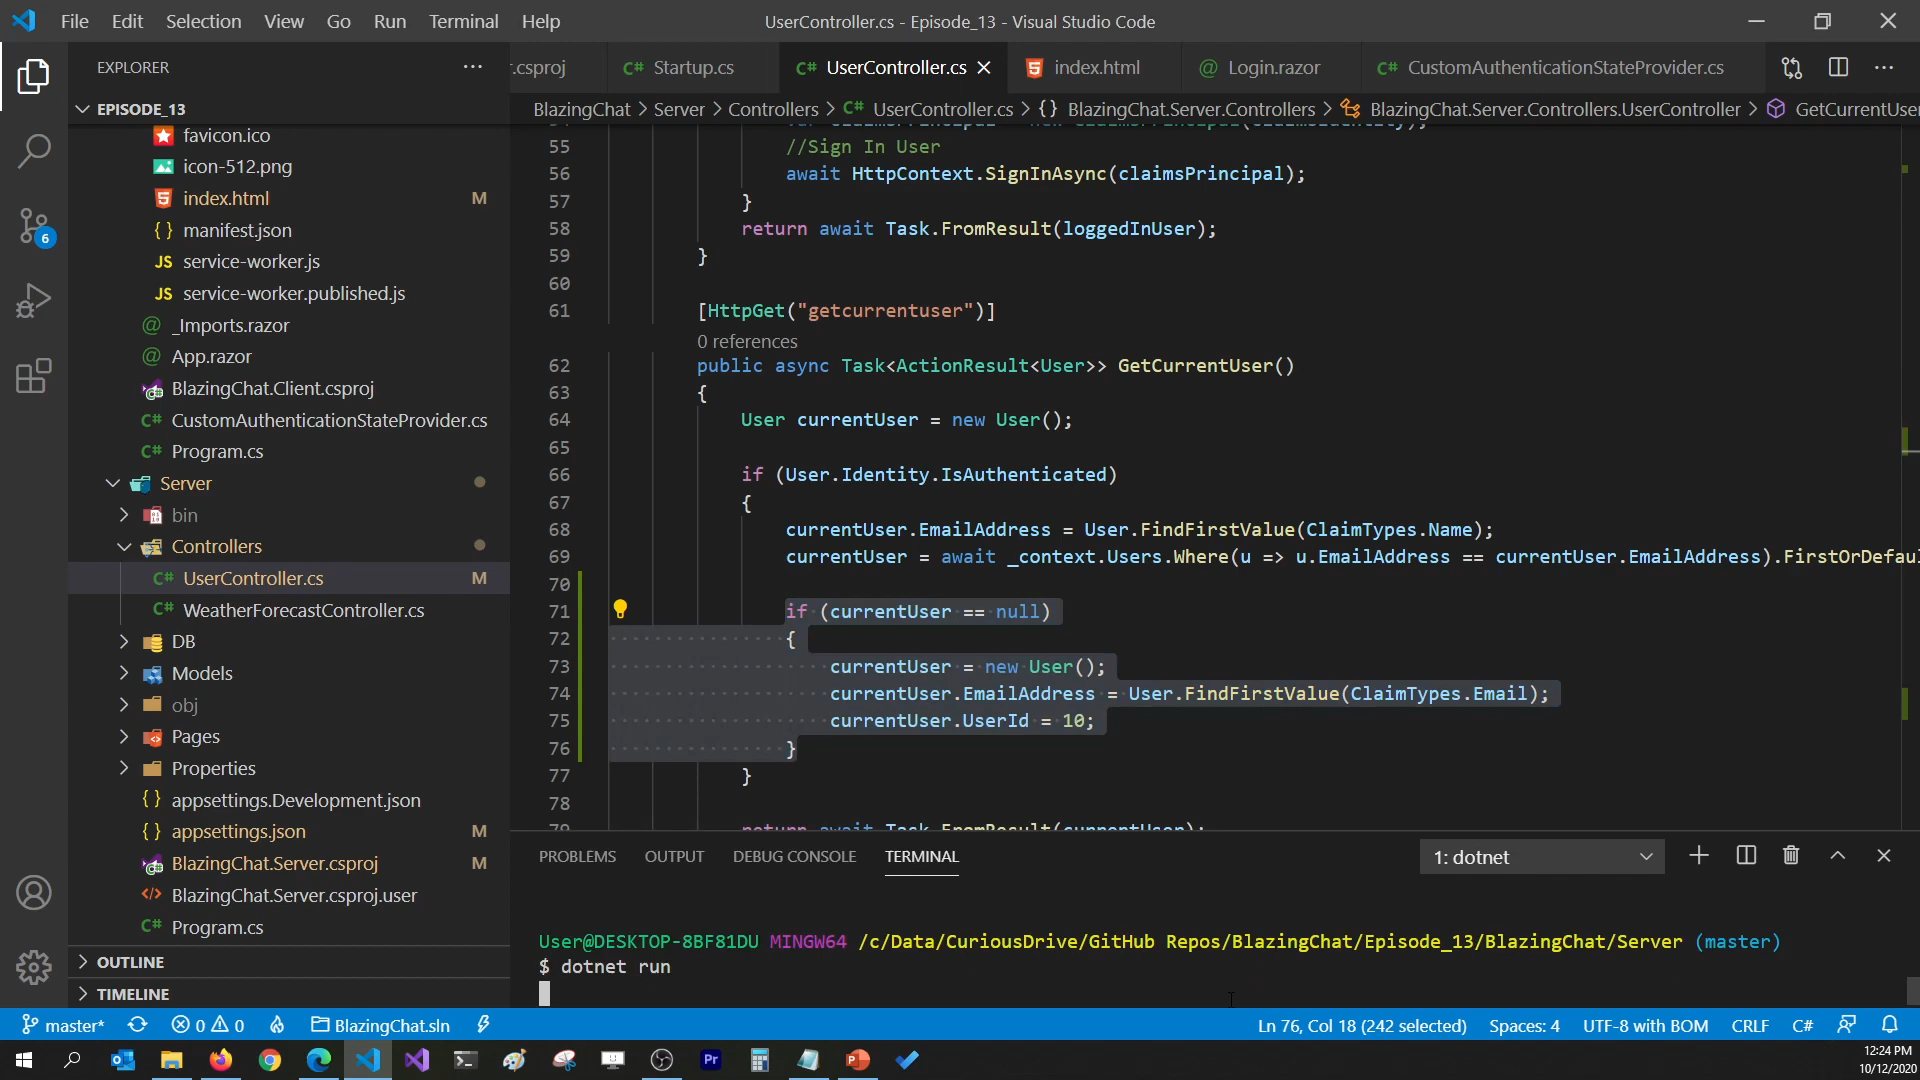 File Edit Selection View Go Run Terminal Help
UserController.cs - Episode_13 - Visual Studio Code
EXPLORER
.csproj
Startup.cs
UserController.cs
index.html
Login.razor
CustomAuthenticationStateProvider.cs
BlazingChat > Server > Controllers > UserController.cs > {} BlazingChat.Server.Controllers > BlazingChat.Server.Controllers.UserController > GetCurrentUser
EPISODE_13
favicon.ico
icon-512.png
index.html M
manifest.json
service-worker.js
service-worker.published.js
_Imports.razor
App.razor
BlazingChat.Client.csproj
CustomAuthenticationStateProvider.cs
Program.cs
Server
bin
Controllers
UserController.cs M
WeatherForecastController.cs
DB
Models
obj
Pages
Properties
appsettings.Development.json
appsettings.json M
BlazingChat.Server.csproj M
BlazingChat.Server.csproj.user
Program.cs
OUTLINE
TIMELINE
55 //Sign In User
56 await HttpContext.SignInAsync(claimsPrincipal);
57 }
58 return await Task.FromResult(loggedInUser);
59 }
60
61 [HttpGet("getcurrentuser")]
0 references
62 public async Task<ActionResult<User>> GetCurrentUser()
63 {
64 User currentUser = new User();
65
66 if (User.Identity.IsAuthenticated)
67 {
68 currentUser.EmailAddress = User.FindFirstValue(ClaimTypes.Name);
69 currentUser = await _context.Users.Where(u => u.EmailAddress == currentUser.EmailAddress).FirstOrDefau
70
71 if (currentUser == null)
72 {
73 currentUser = new User();
74 currentUser.EmailAddress = User.FindFirstValue(ClaimTypes.Email);
75 currentUser.UserId = 10;
76 }
77 }
78
79 return await Task.FromResult(currentUser);
PROBLEMS OUTPUT DEBUG CONSOLE TERMINAL
1: dotnet
User@DESKTOP-8BF81DU MINGW64 /c/Data/CuriousDrive/GitHub Repos/BlazingChat/Episode_13/BlazingChat/Server (master)
$ dotnet run
6
master* 0 0 BlazingChat.sln
Ln 76, Col 18 (242 selected) Spaces: 4 UTF-8 with BOM CRLF C#
12:24 PM
10/12/2020